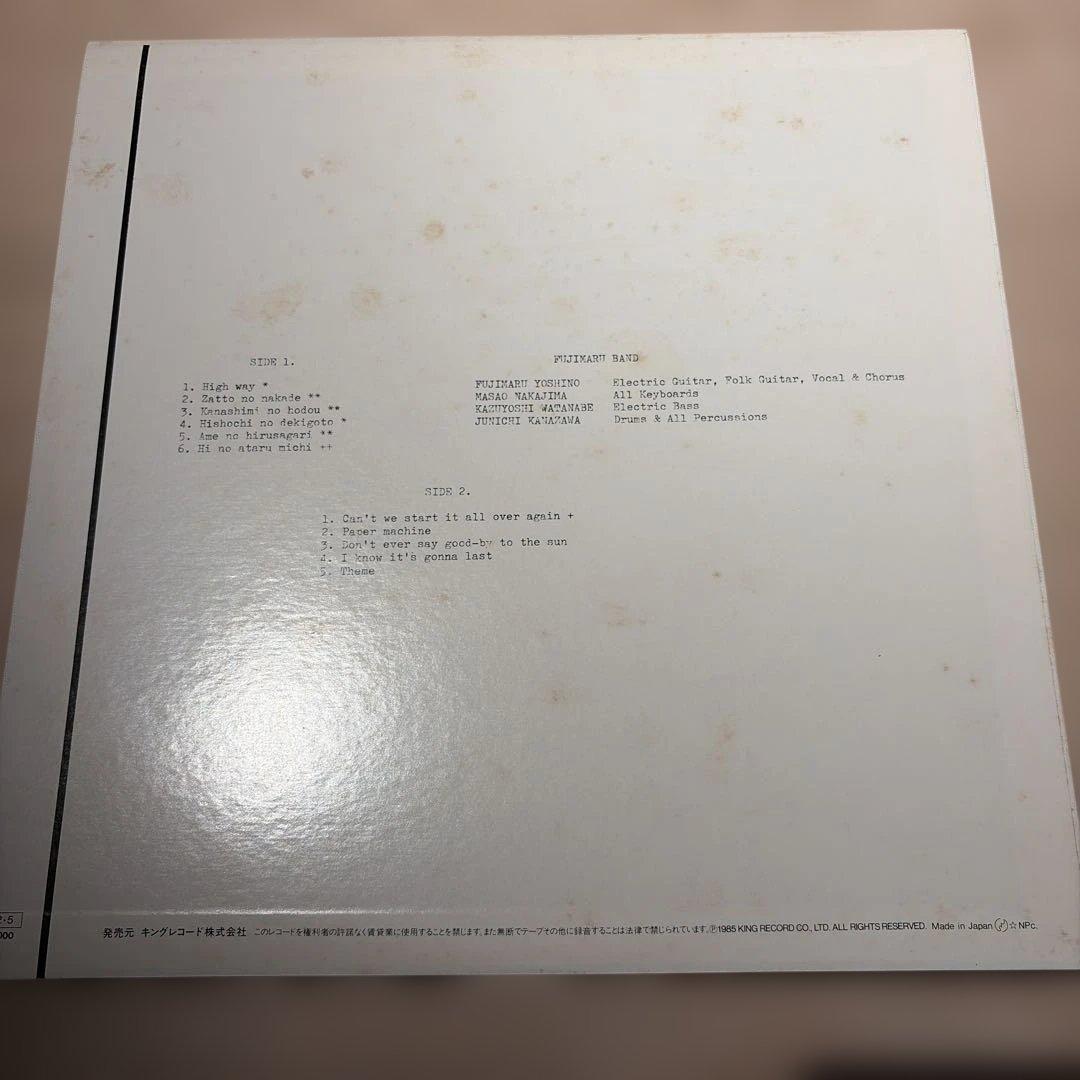 SIDE 1.
1. High way *
2. Zatto no nakade **
3. Kanashimi no hodou **
4. Hishochi no dekigoto *
5. Ame no hirusagari **
6. Hi no ataru michi ++
FUJIMARU BAND
FUJIMARU YOSHINO Electric Guitar, Folk Guitar, Vocal & Chorus
MASAO NAKAJIMA All Keyboards
KAZUYOSHI WATANABE Electric Bass
JUNICHI KANAZAWA Drums & All Percussions
SIDE 2.
1. Can't we start it all over again +
2. Paper machine
3. Don't ever say good-by to the sun
4. I know it's gonna last
5. Theme
2·5
000
発売元 キングレコード株式会社 このレコードを権利者の許諾なく賃貸業に使用することを禁じます。また無断でテープその他に録音することは法律で禁じられています。Ⓟ1985 KING RECORD CO., LTD. ALL RIGHTS RESERVED. Made in Japan ☆ NPc.